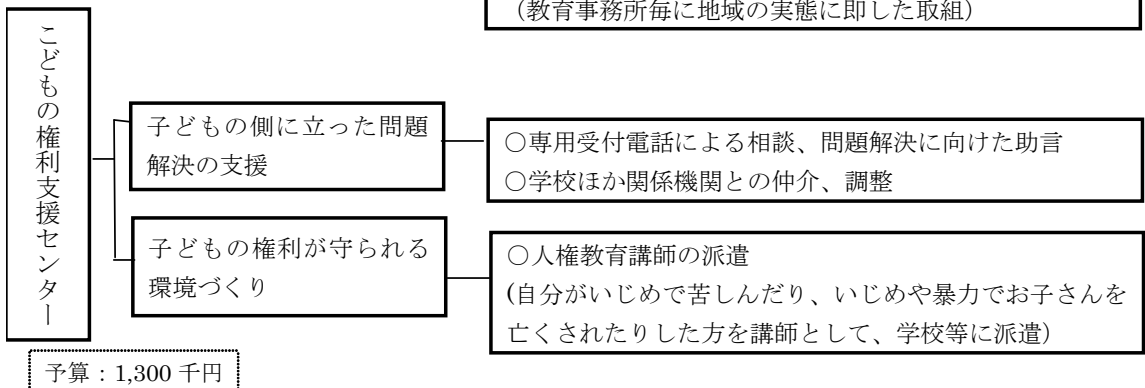 （教育事務所毎に地域の実態に即した取組）
こどもの権利支援センター
子どもの側に立った問題
解決の支援
○専用受付電話による相談、問題解決に向けた助言
○学校ほか関係機関との仲介、調整
子どもの権利が守られる
環境づくり
○人権教育講師の派遣
(自分がいじめで苦しんだり、いじめや暴力でお子さんを
亡くされたりした方を講師として、学校等に派遣）
予算：1,300 千円